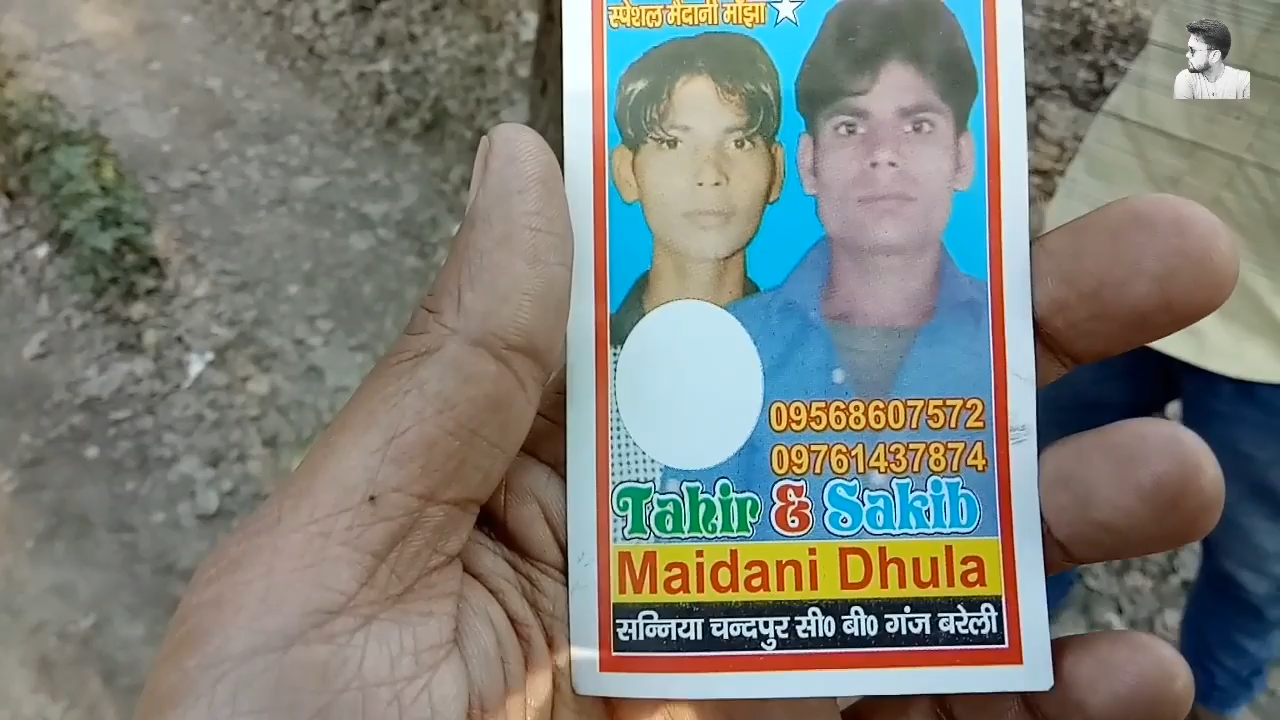 स्पेशल मैदानी माँझा
09568607572
09761437874
Tahir & Sakib
Maidani Dhula
सन्निया चन्दपुर सी० बी० गंज बरेली